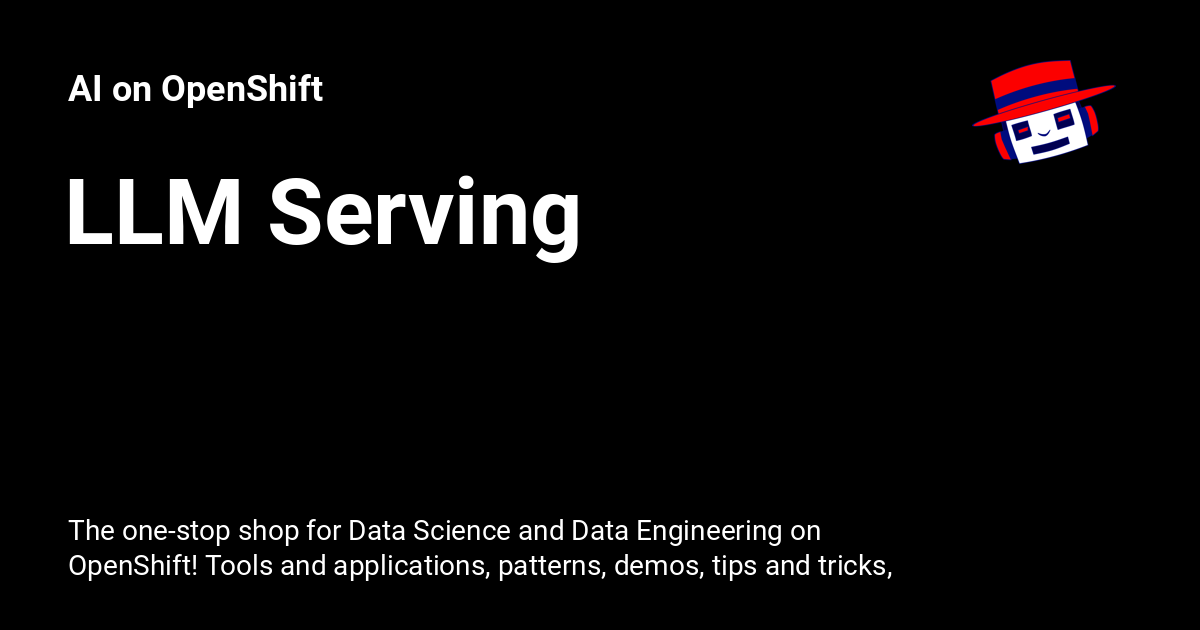 AI on OpenShift
LLM Serving
The one-stop shop for Data Science and Data Engineering on
OpenShift! Tools and applications, patterns, demos, tips and tricks,